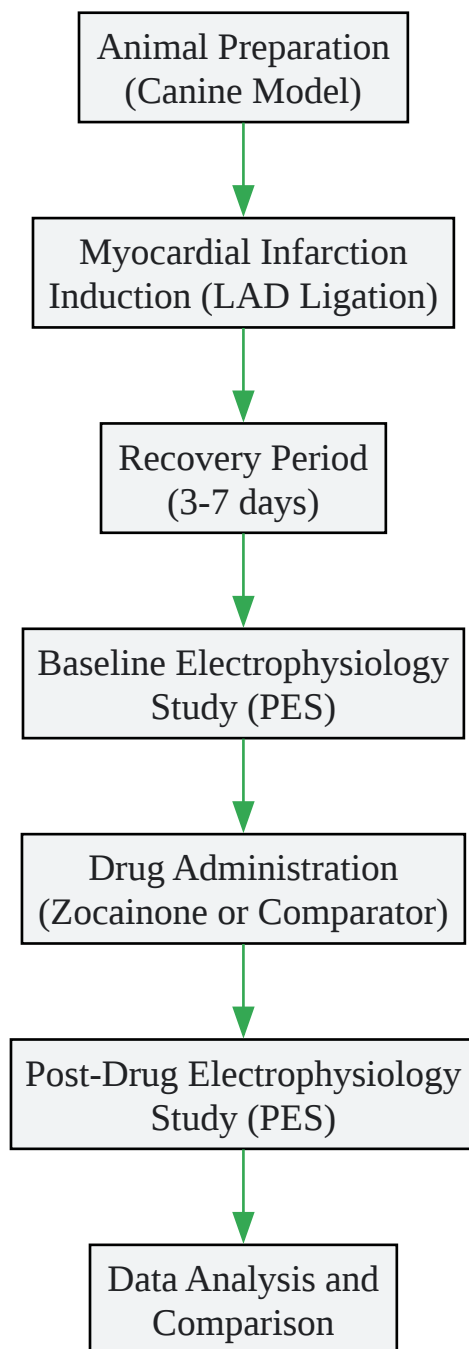 Animal Preparation
(Canine Model)
Myocardial Infarction
Induction (LAD Ligation)
Recovery Period
(3-7 days)
Baseline Electrophysiology
Study (PES)
Drug Administration
(Zocainone or Comparator)
Post-Drug Electrophysiology
Study (PES)
Data Analysis and
Comparison